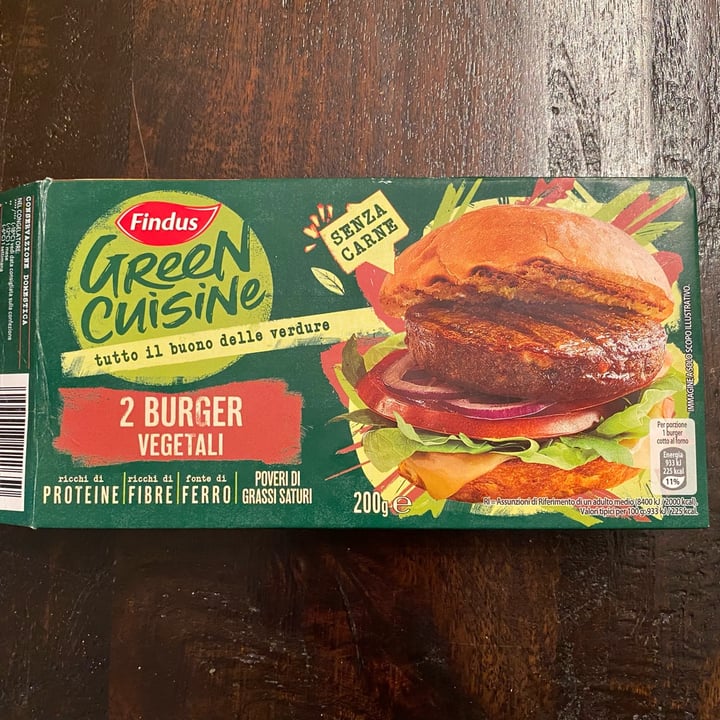 Findus
GREEN
CUISINE
tutto il buono delle verdure
SENZA
CARNE
2 BURGER
VEGETALI
ricchi di
PROTEINE
ricchi di
FIBRE
fonte di
FERRO
POVERI DI
GRASSI SATURI
200g e
IMMAGINE A SOLO SCOPO ILLUSTRATIVO.
Per porzione
1 burger
cotto al forno
Energia
933 kJ
225 kcal
11%
RI = Assunzioni di Riferimento di un adulto medio (8400 kJ/2000 kcal).
Valori tipici per 100 g: 933 kJ/225 kcal.
CONSERVAZIONE DOMESTICA
NEL CONGELATORE: